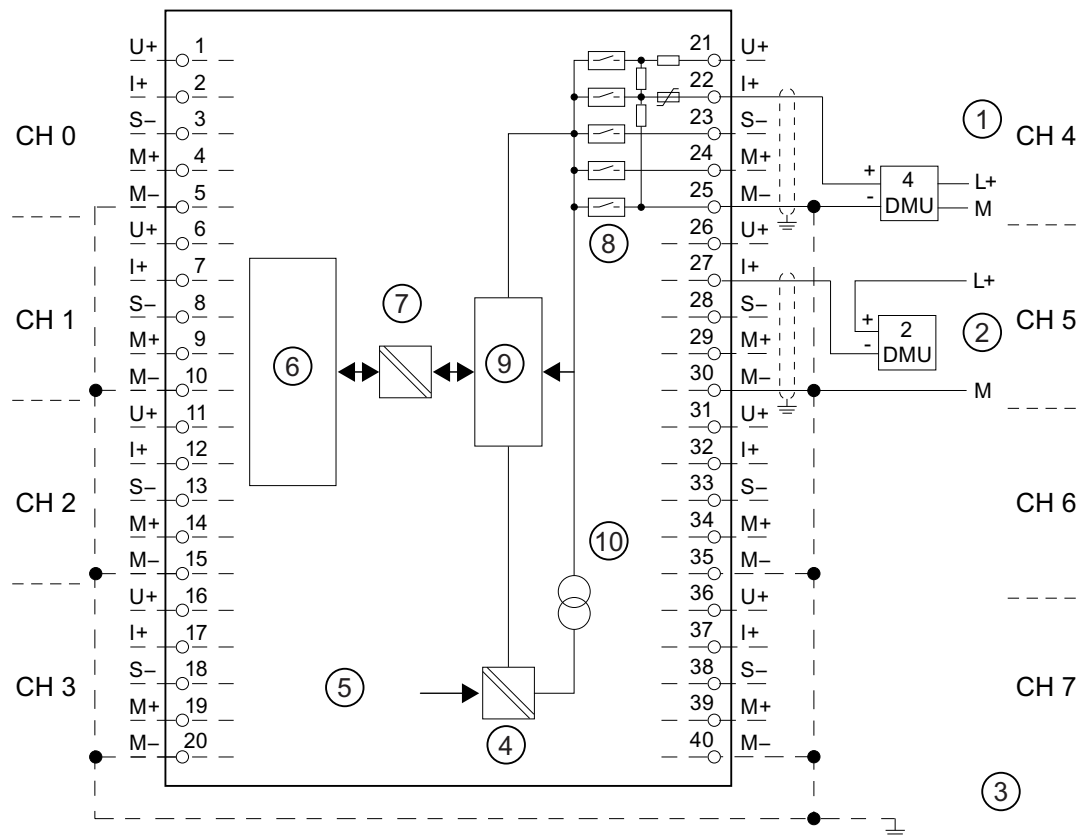 U+ 1
I+ 2
S– 3
CH 0
M+ 4
M– 5
U+ 6
I+ 7
S– 8
CH 1
M+ 9
M– 10
U+ 11
I+ 12
S– 13
CH 2
M+ 14
M– 15
U+ 16
I+ 17
S– 18
CH 3
M+ 19
M– 20
6
7
9
8
10
5
4
21 U+
22 I+
23 S–
24 M+
25 M–
26 U+
27 I+
28 S–
29 M+
30 M–
31 U+
32 I+
33 S–
34 M+
35 M–
36 U+
37 I+
38 S–
39 M+
40 M–
1
CH 4
+
-
4
DMU
L+
M
L+
+
-
2
DMU
2
CH 5
M
CH 6
CH 7
3